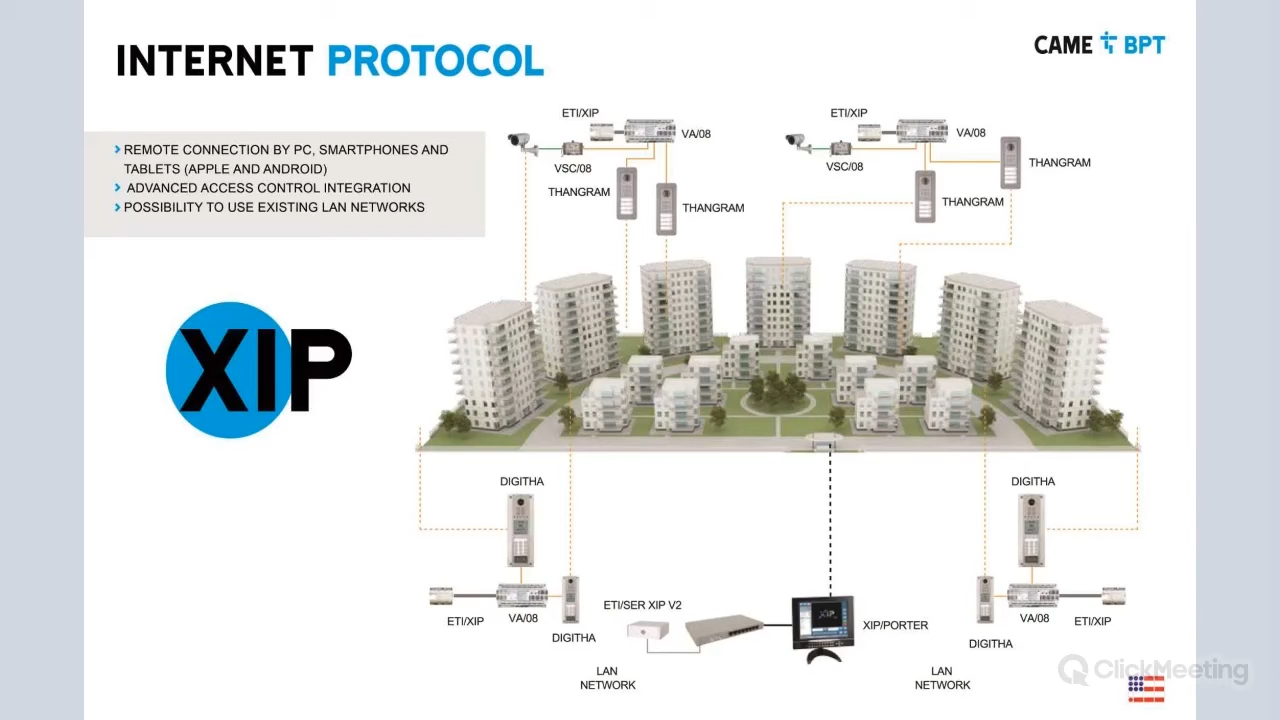 INTERNET PROTOCOL
CAME BPT
REMOTE CONNECTION BY PC, SMARTPHONES AND
TABLETS (APPLE AND ANDROID)
ADVANCED ACCESS CONTROL INTEGRATION
POSSIBILITY TO USE EXISTING LAN NETWORKS
ETI/XIP
VA/08
VSC/08
THANGRAM
THANGRAM
ETI/XIP
VA/08
VSC/08
THANGRAM
THANGRAM
XIP
DIGITHA
ETI/XIP
VA/08
DIGITHA
ETI/SER XIP V2
LAN
NETWORK
XIP
XIP/PORTER
LAN
NETWORK
DIGITHA
DIGITHA
VA/08
ETI/XIP
ClickMeeting